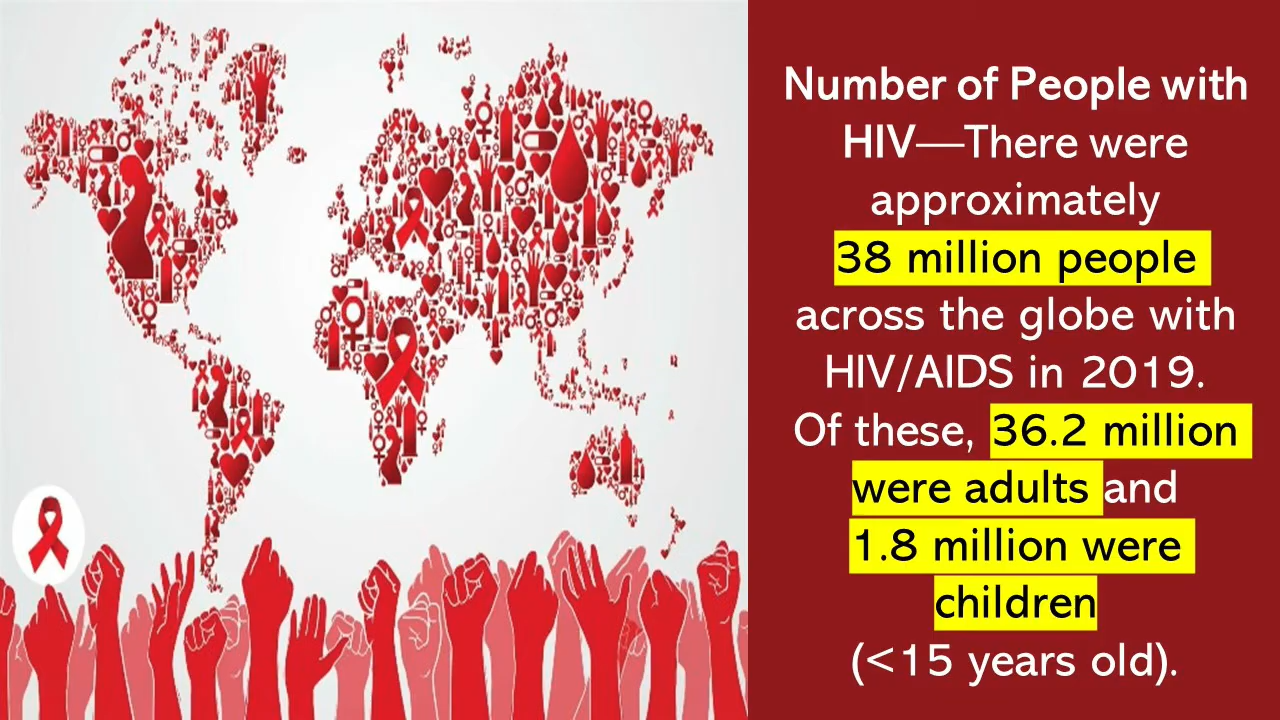 Number of People with
HIV—There were
approximately
38 million people
across the globe with
HIV/AIDS in 2019.
Of these, 36.2 million
were adults and
1.8 million were
children
(<15 years old).